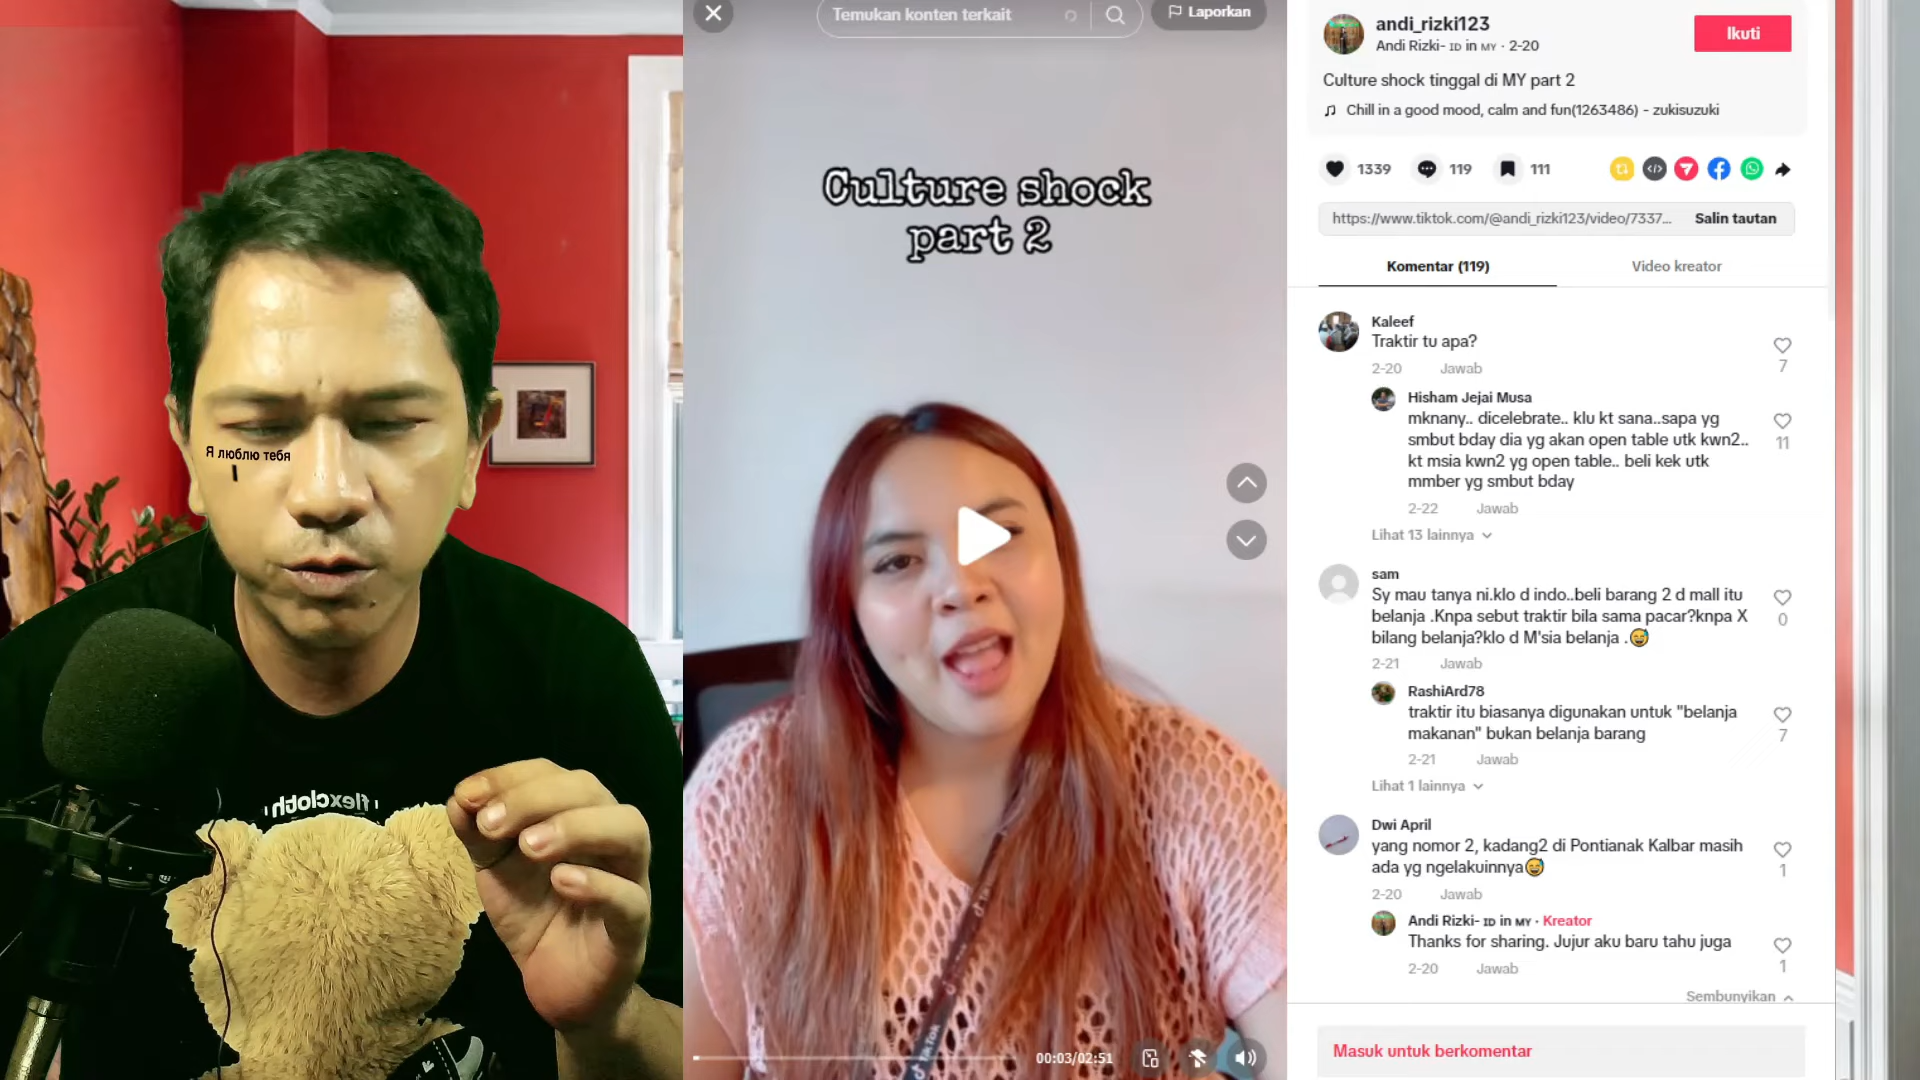 Temukan konten terkait
Laporkan
Culture shock
part 2
Я люблю тебя
flexcloth
TikTok
00:03/02:51
andi_rizki123
Andi Rizki- ID in MY · 2-20
Ikuti
Culture shock tinggal di MY part 2
Chill in a good mood, calm and fun(1263486) - zukisuzuki
1339
119
111
https://www.tiktok.com/@andi_rizki123/video/7337...
Salin tautan
Komentar (119)
Video kreator
Kaleef
Traktir tu apa?
2-20 Jawab
7
Hisham Jejai Musa
mknany.. dicelebrate.. klu kt sana..sapa yg
smbut bday dia yg akan open table utk kwn2..
kt msia kwn2 yg open table.. beli kek utk
mmber yg smbut bday
11
2-22 Jawab
Lihat 13 lainnya
sam
Sy mau tanya ni.klo d indo..beli barang 2 d mall itu
belanja .Knpa sebut traktir bila sama pacar?knpa X
bilang belanja?klo d M'sia belanja .😅
0
2-21 Jawab
RashiArd78
traktir itu biasanya digunakan untuk "belanja
makanan" bukan belanja barang
7
2-21 Jawab
Lihat 1 lainnya
Dwi April
yang nomor 2, kadang2 di Pontianak Kalbar masih
ada yg ngelakuinnya😅
1
2-20 Jawab
Andi Rizki- ID in MY · Kreator
Thanks for sharing. Jujur aku baru tahu juga
1
2-20 Jawab
Sembunyikan
Masuk untuk berkomentar